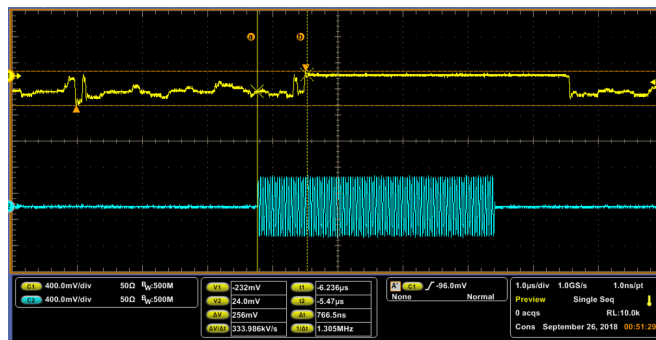 a b
1
2
C1 400.0mV/div 50Ω BW:500M
C2 400.0mV/div 50Ω BW:500M
V1 -232mV t1 -6.236µs
V2 24.0mV t2 -5.47µs
ΔV 256mV Δt 766.5ns
ΔV/Δt 333.986kV/s 1/Δt 1.305MHz
A' C1 -96.0mV
None Normal
1.0µs/div 1.0GS/s 1.0ns/pt
Preview Single Seq
0 acqs RL:10.0k
Cons September 26, 2018 00:51:29